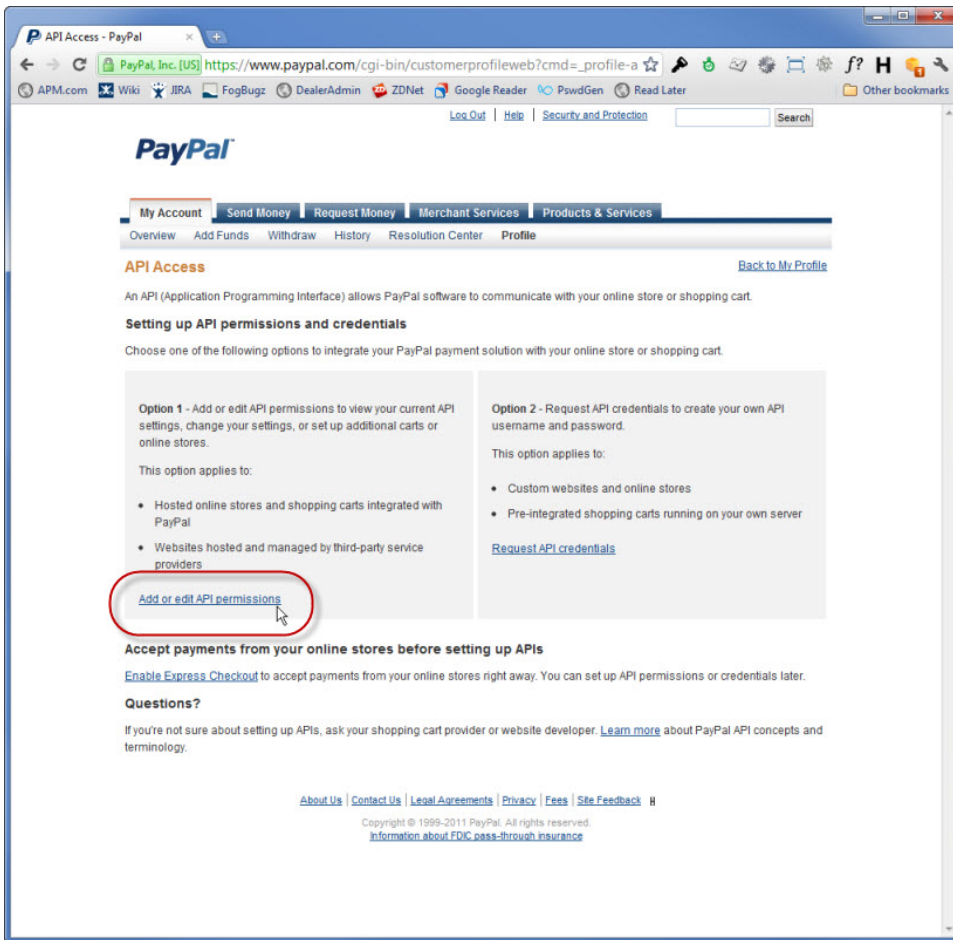 API Access - PayPal
PayPal, Inc. [US] https://www.paypal.com/cgi-bin/customerprofileweb?cmd=_profile-a f? H
APM.com Wiki JIRA FogBugz DealerAdmin ZDNet Google Reader PswdGen Read Later Other bookmarks
Log Out | Help | Security and Protection Search
PayPal
My Account Send Money Request Money Merchant Services Products & Services
Overview Add Funds Withdraw History Resolution Center Profile
API Access Back to My Profile
An API (Application Programming Interface) allows PayPal software to communicate with your online store or shopping cart.
Setting up API permissions and credentials
Choose one of the following options to integrate your PayPal payment solution with your online store or shopping cart.
Option 1 - Add or edit API permissions to view your current API
settings, change your settings, or set up additional carts or
online stores.
This option applies to:
• Hosted online stores and shopping carts integrated with
PayPal
• Websites hosted and managed by third-party service
providers
Add or edit API permissions
Option 2 - Request API credentials to create your own API
username and password.
This option applies to:
• Custom websites and online stores
• Pre-integrated shopping carts running on your own server
Request API credentials
Accept payments from your online stores before setting up APIs
Enable Express Checkout to accept payments from your online stores right away. You can set up API permissions or credentials later.
Questions?
If you're not sure about setting up APIs, ask your shopping cart provider or website developer. Learn more about PayPal API concepts and
terminology.
About Us | Contact Us | Legal Agreements | Privacy | Fees | Site Feedback
Copyright © 1999-2011 PayPal. All rights reserved.
Information about FDIC pass-through insurance